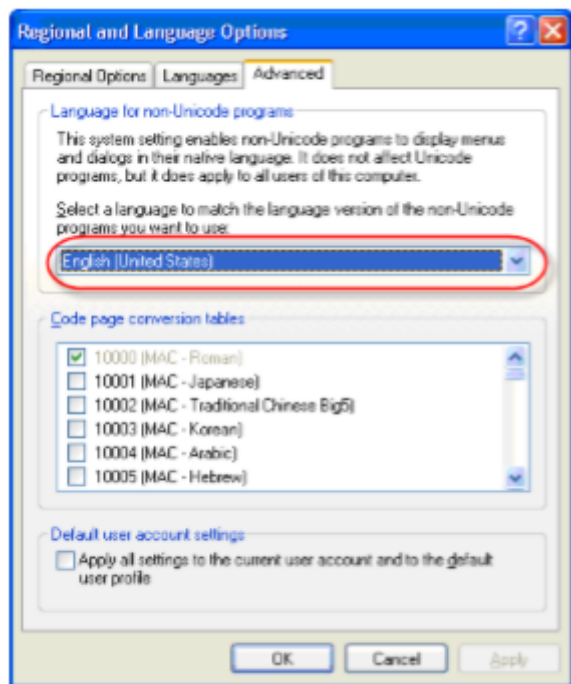 Regional and Language Options
Regional Options Languages Advanced
Language for non-Unicode programs
This system setting enables non-Unicode programs to display menus
and dialogs in their native language. It does not affect Unicode
programs, but it does apply to all users of this computer.
Select a language to match the language version of the non-Unicode
programs you want to use:
English (United States)
Code page conversion tables
10000 (MAC - Roman)
10001 (MAC - Japanese)
10002 (MAC - Traditional Chinese Big5)
10003 (MAC - Korean)
10004 (MAC - Arabic)
10005 (MAC - Hebrew)
Default user account settings
Apply all settings to the current user account and to the default
user profile
OK Cancel Apply